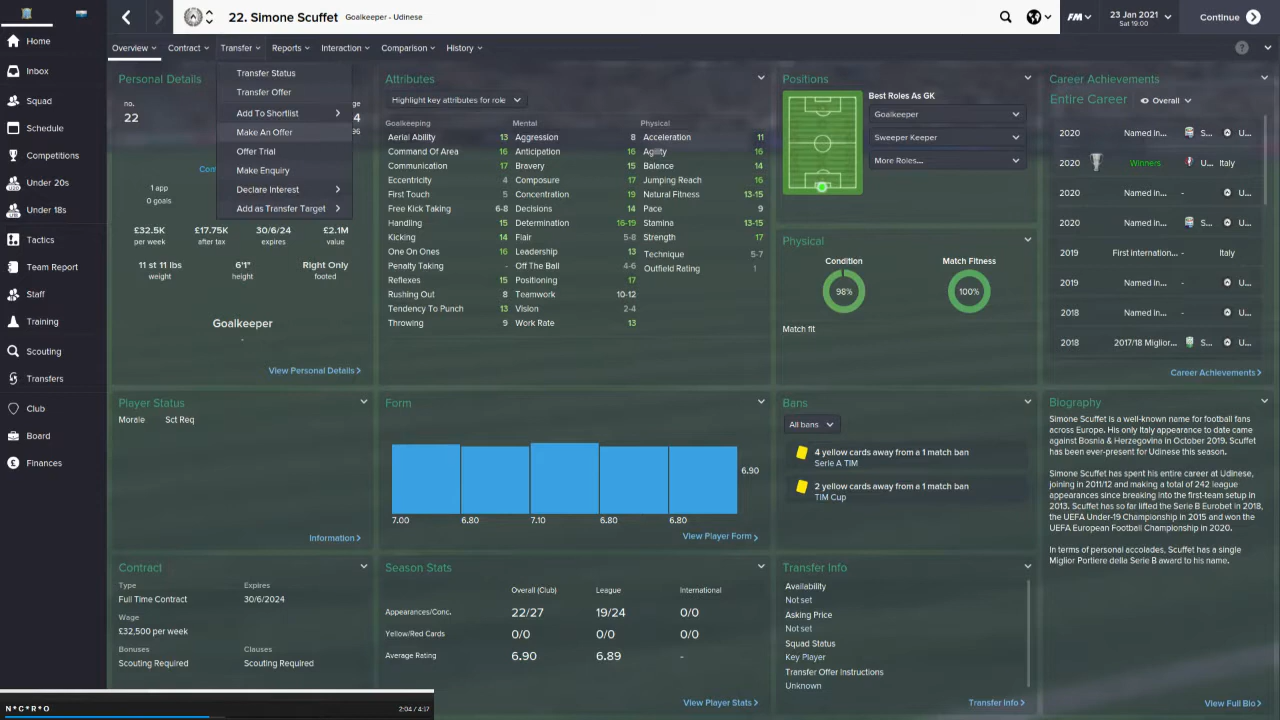 22. Simone Scuffet
Goalkeeper - Udinese
FM
23 Jan 2021
Sat 19:00
Continue
Home
Inbox
Squad
Schedule
Competitions
Under 20s
Under 18s
Tactics
Team Report
Staff
Training
Scouting
Transfers
Club
Board
Finances
Overview
Contract
Transfer
Reports
Interaction
Comparison
History
Transfer Status
Transfer Offer
Add To Shortlist
Make An Offer
Offer Trial
Make Enquiry
Declare Interest
Add as Transfer Target
Personal Details
no.
22
1 app
0 goals
£32.5K per week
£17.75K after tax
30/6/24 expires
£2.1M value
11 st 11 lbs weight
6'1" height
Right Only footed
Goalkeeper
-
View Personal Details
Attributes
Highlight key attributes for role
Goalkeeping
Aerial Ability 13
Command Of Area 16
Communication 17
Eccentricity 4
First Touch 5
Free Kick Taking 6-8
Handling 15
Kicking 14
One On Ones 16
Penalty Taking -
Reflexes 15
Rushing Out 8
Tendency To Punch 13
Throwing 9
Mental
Aggression 8
Anticipation 16
Bravery 15
Composure 17
Concentration 19
Decisions 14
Determination 16-19
Flair 5-8
Leadership 13
Off The Ball 4-6
Positioning 17
Teamwork 10-12
Vision 2-4
Work Rate 13
Physical
Acceleration 11
Agility 16
Balance 14
Jumping Reach 16
Natural Fitness 13-15
Pace 9
Stamina 13-15
Strength 17
Technique 5-7
Outfield Rating 1
Positions
Best Roles As GK
Goalkeeper
Sweeper Keeper
More Roles...
Physical
Condition
98%
Match Fitness
100%
Match fit
Career Achievements
Entire Career
Overall
2020 Named in... S... U...
2020 Winners U... Italy
2020 Named in... U...
2020 Named in... S... U...
2019 First internation... - Italy
2019 Named in... - U...
2018 Named in... - U...
2018 2017/18 Miglior... S... U...
Career Achievements
Player Status
Morale Sct Req
Information
Form
6.90
7.00 6.80 7.10 6.80 6.80
View Player Form
Bans
All bans
4 yellow cards away from a 1 match ban
Serie A TIM
2 yellow cards away from a 1 match ban
TIM Cup
Biography
Simone Scuffet is a well-known name for football fans
across Europe. His only Italy appearance to date came
against Bosnia & Herzegovina in October 2019. Scuffet
has been ever-present for Udinese this season.
Simone Scuffet has spent his entire career at Udinese,
joining in 2011/12 and making a total of 242 league
appearances since breaking into the first-team setup in
2013. Scuffet has so far lifted the Serie B Eurobet in 2018,
the UEFA Under-19 Championship in 2015 and won the
UEFA European Football Championship in 2020.
In terms of personal accolades, Scuffet has a single
Miglior Portiere della Serie B award to his name.
View Full Bio
Contract
Type
Full Time Contract
Expires
30/6/2024
Wage
£32,500 per week
Bonuses
Scouting Required
Clauses
Scouting Required
Season Stats
Overall (Club) League International
Appearances/Conc. 22/27 19/24 0/0
Yellow/Red Cards 0/0 0/0 0/0
Average Rating 6.90 6.89 -
View Player Stats
Transfer Info
Availability
Not set
Asking Price
Not set
Squad Status
Key Player
Transfer Offer Instructions
Unknown
Transfer Info
N*C*R*O
2:04 / 4:17